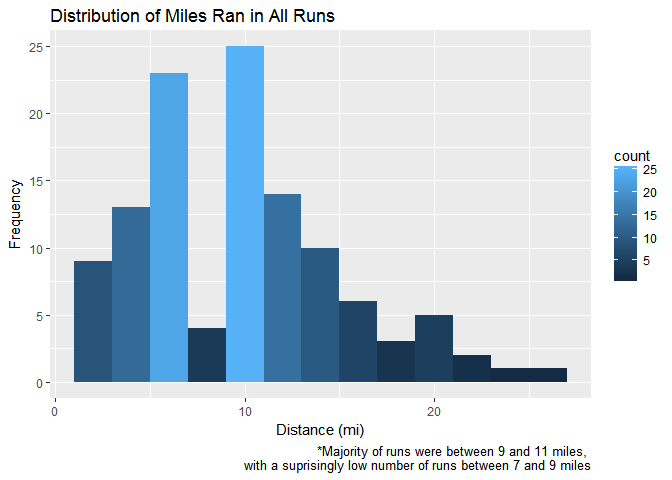 Distribution of Miles Ran in All Runs
25
20
15
10
5
0
Frequency
0
10
20
Distance (mi)
count
25
20
15
10
5
*Majority of runs were between 9 and 11 miles,
with a suprisingly low number of runs between 7 and 9 miles